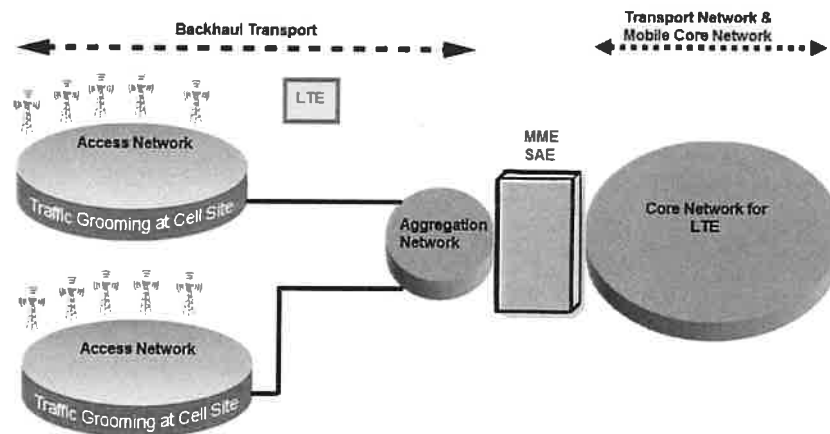 Backhaul Transport
Transport Network &
Mobile Core Network
LTE
Access Network
Traffic Grooming at Cell Site
MME
SAE
Aggregation
Network
Core Network for
LTE
Access Network
Traffic Grooming at Cell Site